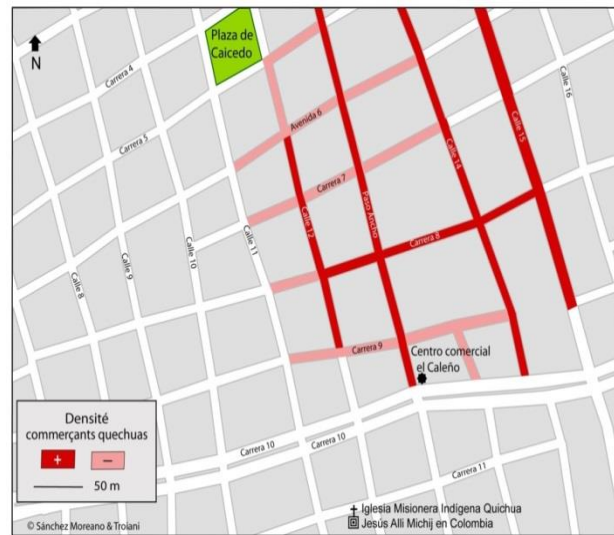 Plaza de
Caicedo
N
Carrera 4
Carrera 5
Avenida 6
Carrera 7
Calle 16
Calle 15
Calle 14
Paso Ancho
Calle 12
Carrera 8
Calle 11
Calle 10
Calle 9
Calle 8
Carrera 9
Centro comercial
el Caleño
Densité
commerçants quechuas
+ –
50 m
Carrera 10
Carrera 10
Carrera 11
Iglesia Misionera Indígena Quichua
Jesús Alli Michij en Colombia
© Sánchez Moreano & Troiani